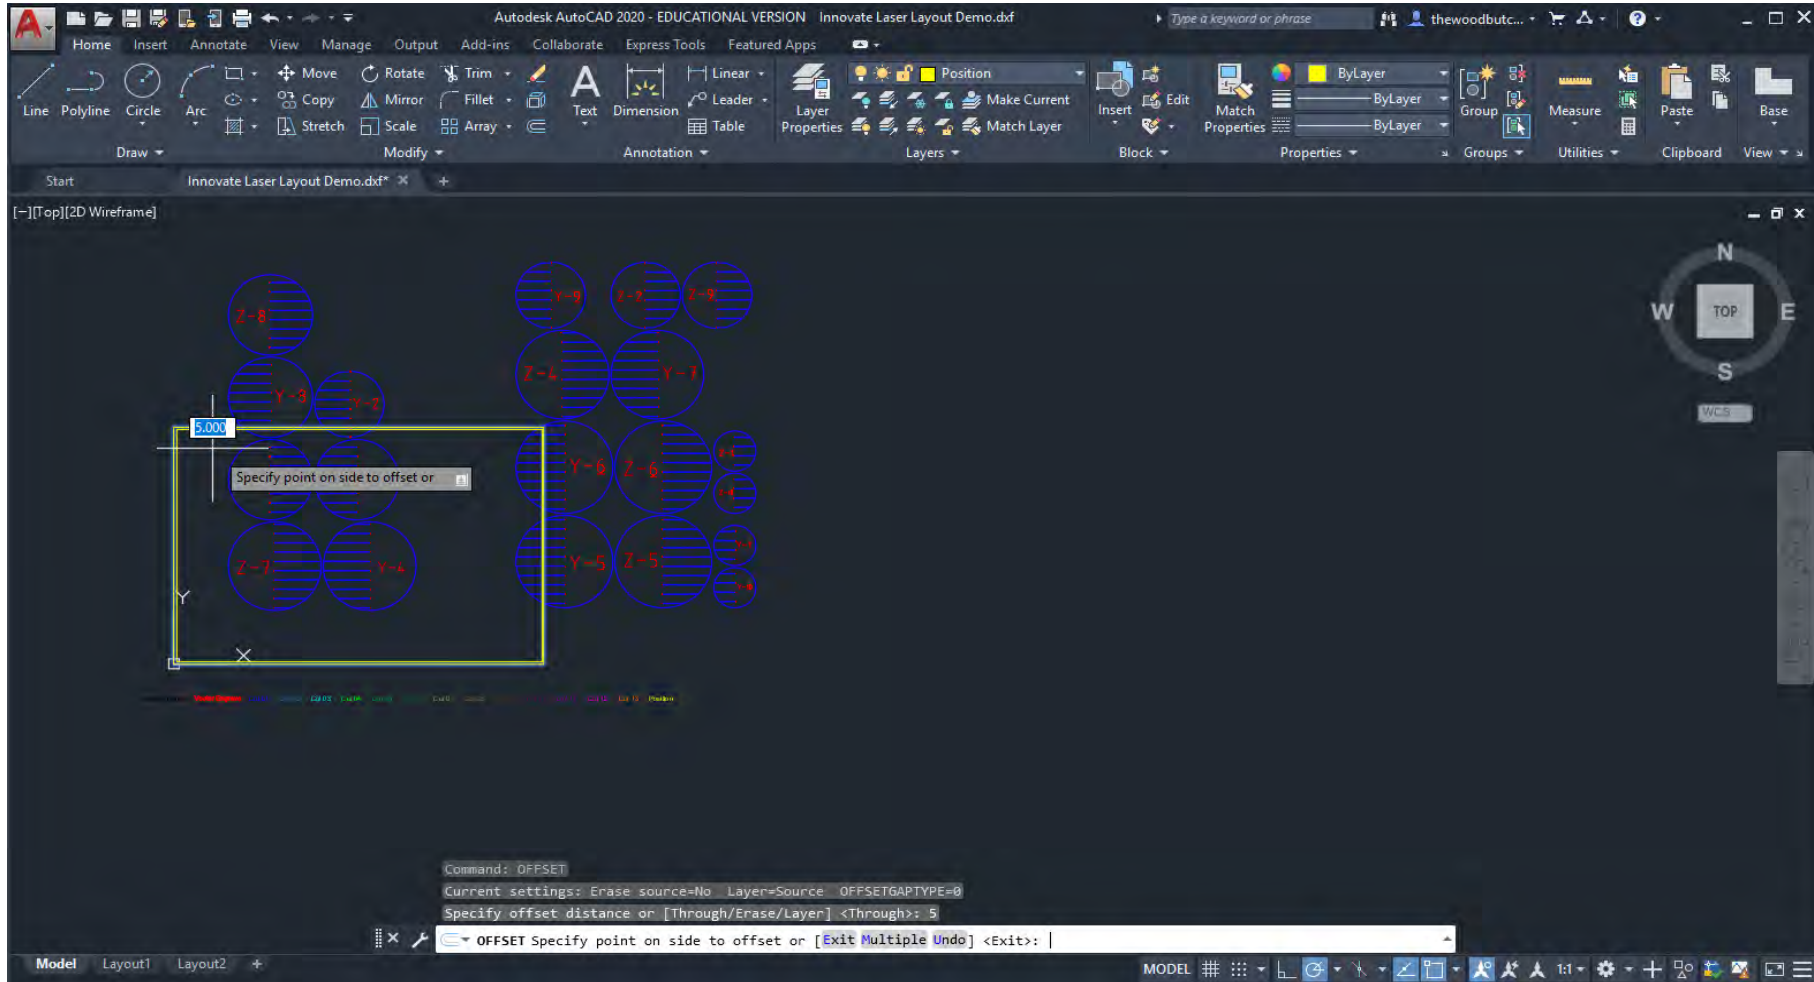 Autodesk AutoCAD 2020 - EDUCATIONAL VERSION Innovate Laser Layout Demo.dxf
Type a keyword or phrase
thewoodbutc...
Home Insert Annotate View Manage Output Add-ins Collaborate Express Tools Featured Apps
Move Rotate Trim Linear Position ByLayer
Copy Mirror Fillet Leader Make Current Edit ByLayer
Line Polyline Circle Arc Text Dimension Layer Insert Match Group Measure Paste Base
Stretch Scale Array Table Properties Match Layer Properties ByLayer
Draw Modify Annotation Layers Block Properties Groups Utilities Clipboard View
Start Innovate Laser Layout Demo.dxf*
[–][Top][2D Wireframe]
N
W TOP E
S
WCS
Y-9 Z-2 Z-9
Z-8
Z-4 Y-7
Y-8 Y-2
5.000
Y-6 Z-6
Specify point on side to offset or
Z-7 Y-4 Y-5 Z-5
Y
X
Position
Command: OFFSET
Current settings: Erase source=No Layer=Source OFFSETGAPTYPE=0
Specify offset distance or [Through/Erase/Layer] <Through>: 5
OFFSET Specify point on side to offset or [Exit Multiple Undo] <Exit>:
Model Layout1 Layout2 +
MODEL 1:1